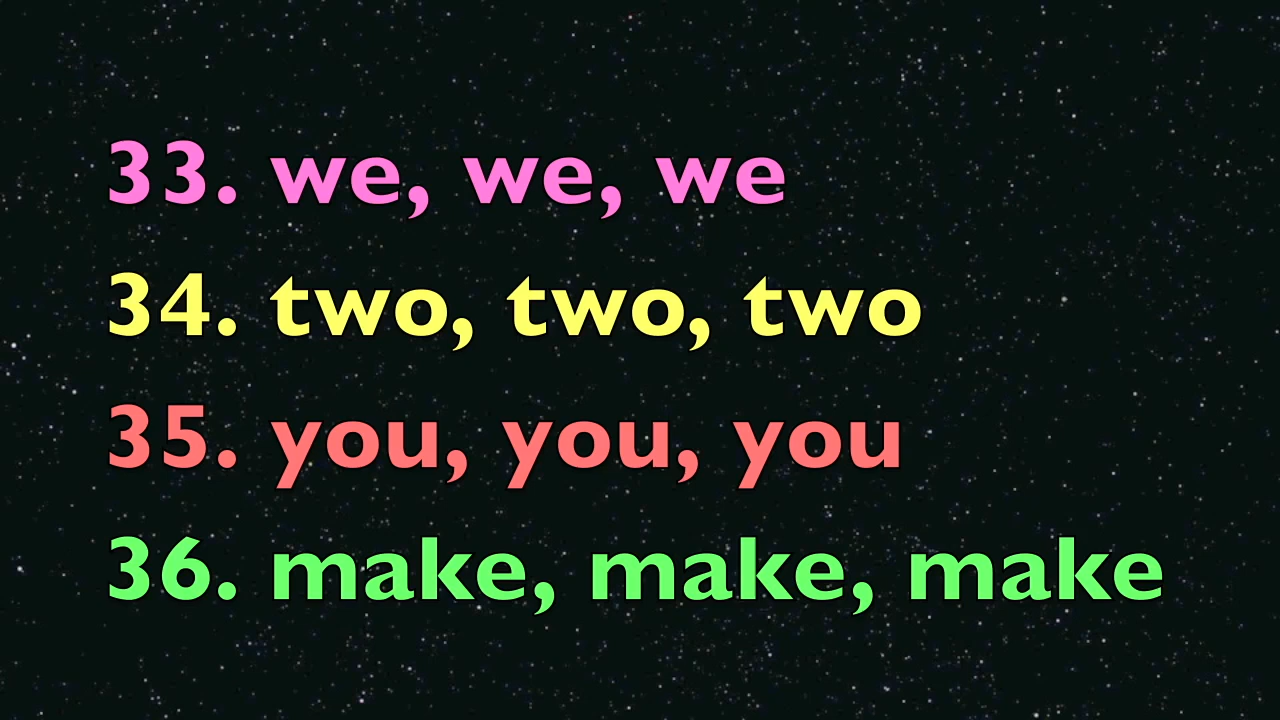 33. we, we, we
34. two, two, two
35. you, you, you
36. make, make, make